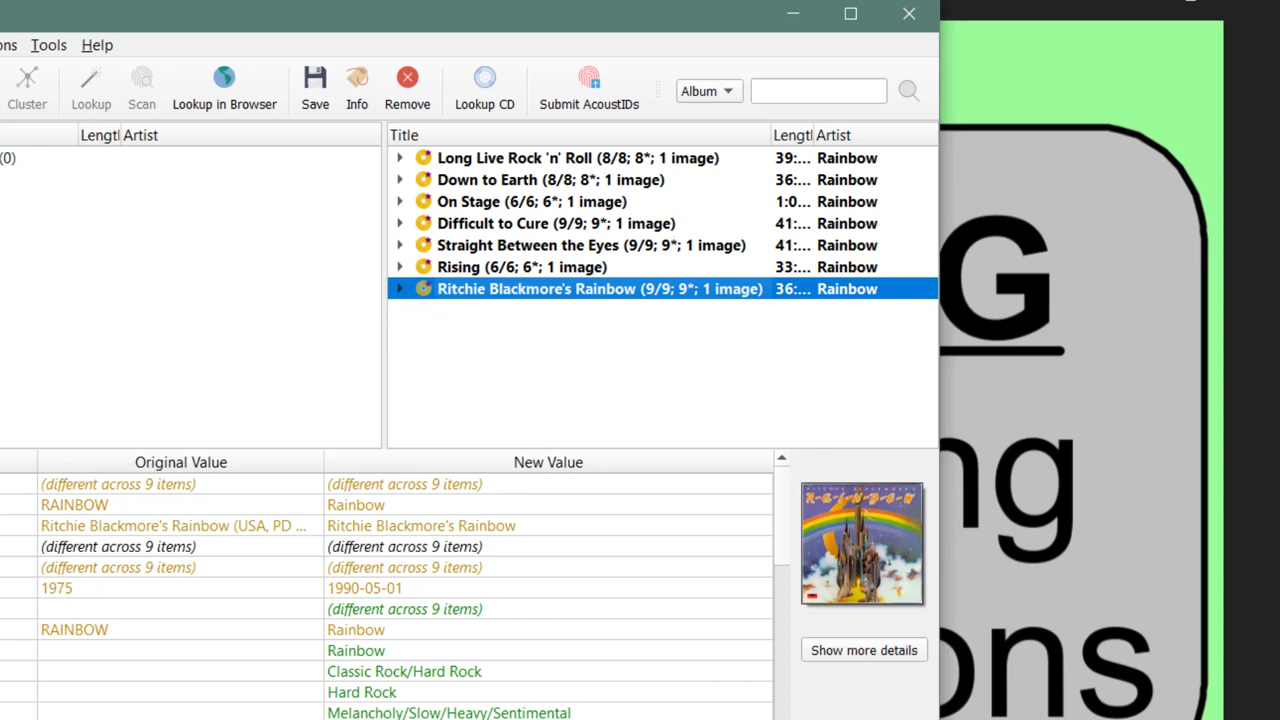 ons Tools Help
Cluster Lookup Scan Lookup in Browser Save Info Remove Lookup CD Submit AcoustIDs Album
Length Artist Title Length Artist
(0) Long Live Rock 'n' Roll (8/8; 8*; 1 image) 39:... Rainbow
Down to Earth (8/8; 8*; 1 image) 36:... Rainbow
On Stage (6/6; 6*; 1 image) 1:0... Rainbow
Difficult to Cure (9/9; 9*; 1 image) 41:... Rainbow
Straight Between the Eyes (9/9; 9*; 1 image) 41:... Rainbow
Rising (6/6; 6*; 1 image) 33:... Rainbow
Ritchie Blackmore's Rainbow (9/9; 9*; 1 image) 36:... Rainbow
G
ng
ons
Original Value New Value
(different across 9 items) (different across 9 items)
RAINBOW Rainbow
Ritchie Blackmore's Rainbow (USA, PD ... Ritchie Blackmore's Rainbow
(different across 9 items) (different across 9 items)
(different across 9 items) (different across 9 items)
1975 1990-05-01
(different across 9 items)
RAINBOW Rainbow
Rainbow
Classic Rock/Hard Rock
Hard Rock
Melancholy/Slow/Heavy/Sentimental
RAINBOW
Show more details